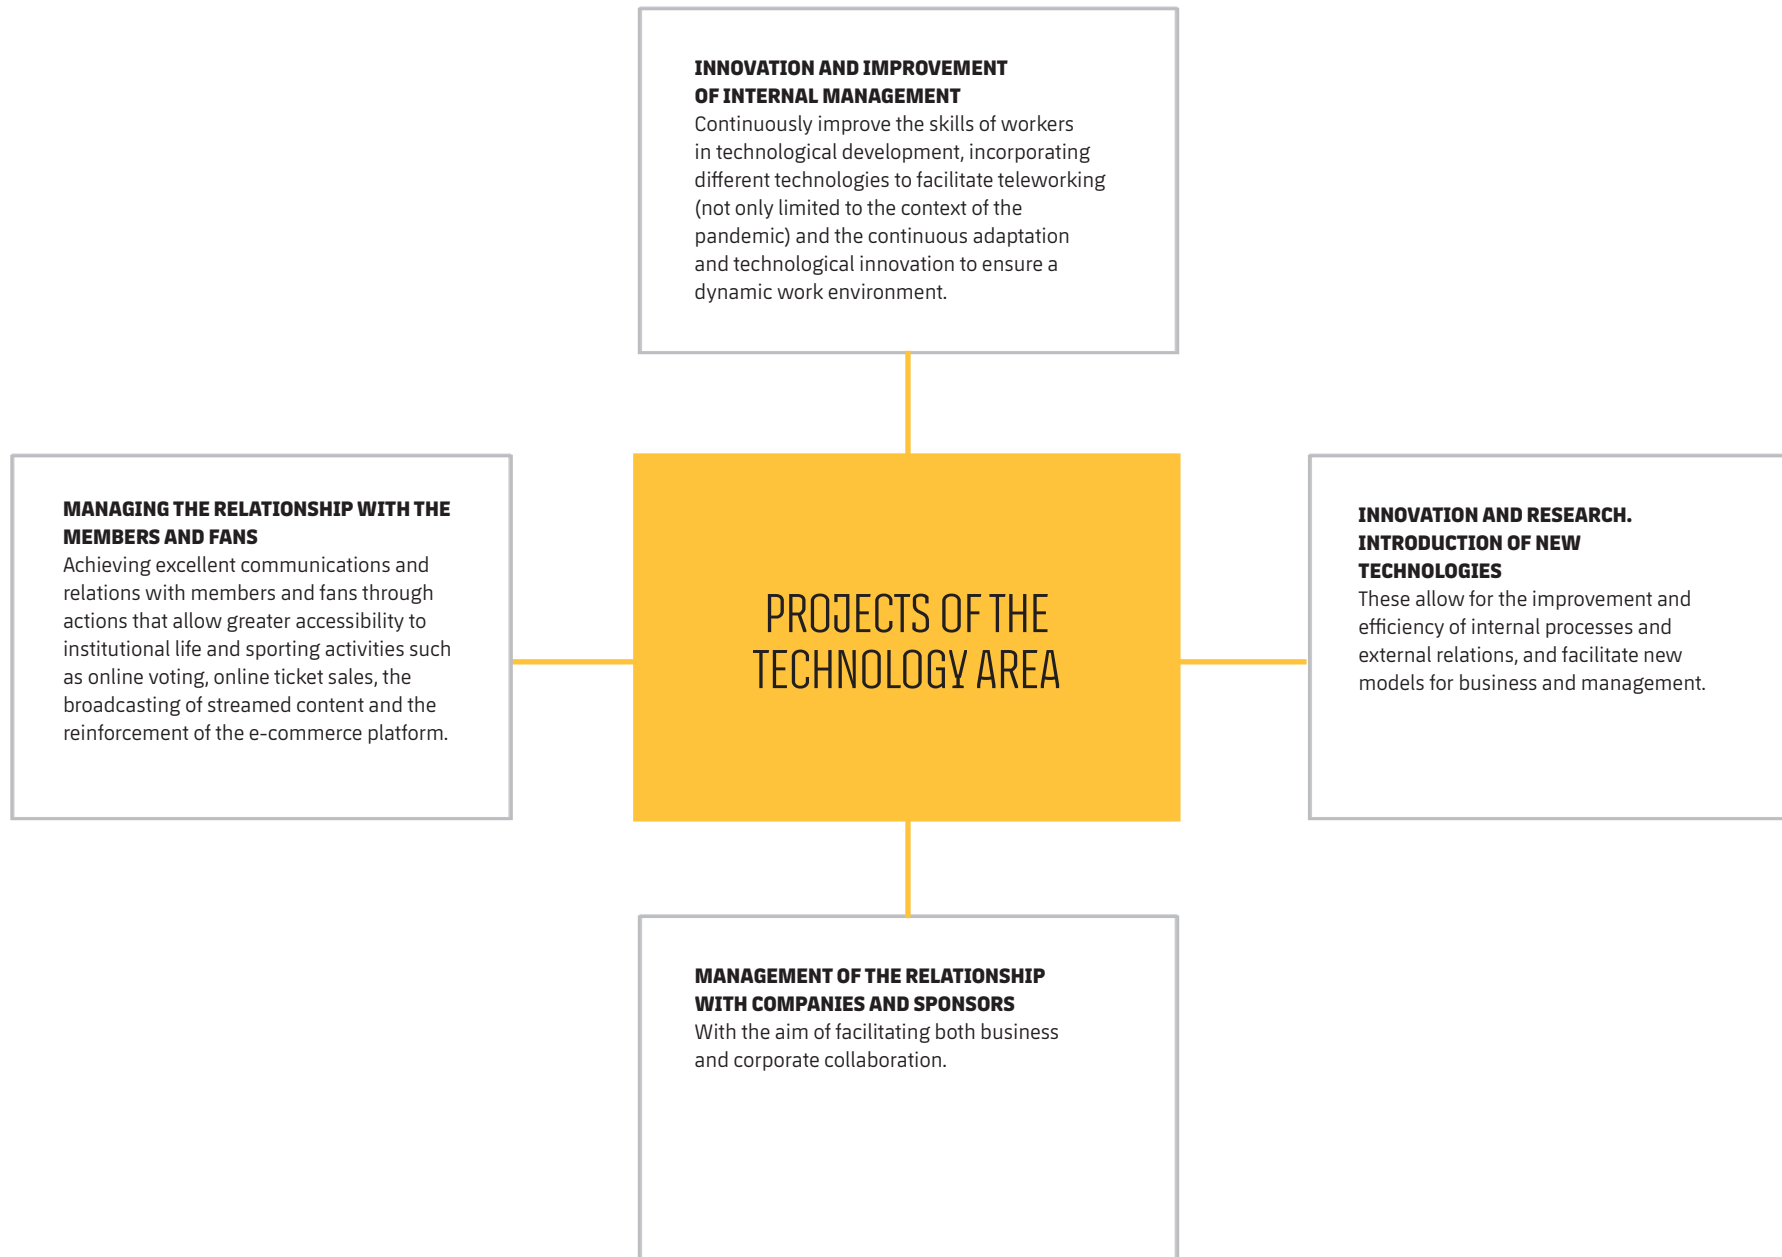 INNOVATION AND IMPROVEMENT
OF INTERNAL MANAGEMENT
Continuously improve the skills of workers
in technological development, incorporating
different technologies to facilitate teleworking
(not only limited to the context of the
pandemic) and the continuous adaptation
and technological innovation to ensure a
dynamic work environment.
MANAGING THE RELATIONSHIP WITH THE
MEMBERS AND FANS
Achieving excellent communications and
relations with members and fans through
actions that allow greater accessibility to
institutional life and sporting activities such
as online voting, online ticket sales, the
broadcasting of streamed content and the
reinforcement of the e-commerce platform.
PROJECTS OF THE
TECHNOLOGY AREA
INNOVATION AND RESEARCH.
INTRODUCTION OF NEW
TECHNOLOGIES
These allow for the improvement and
efficiency of internal processes and
external relations, and facilitate new
models for business and management.
MANAGEMENT OF THE RELATIONSHIP
WITH COMPANIES AND SPONSORS
With the aim of facilitating both business
and corporate collaboration.